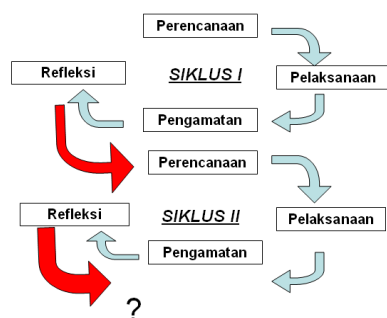 Perencanaan
Refleksi
SIKLUS I
Pelaksanaan
Pengamatan
Perencanaan
Refleksi
SIKLUS II
Pelaksanaan
Pengamatan
?